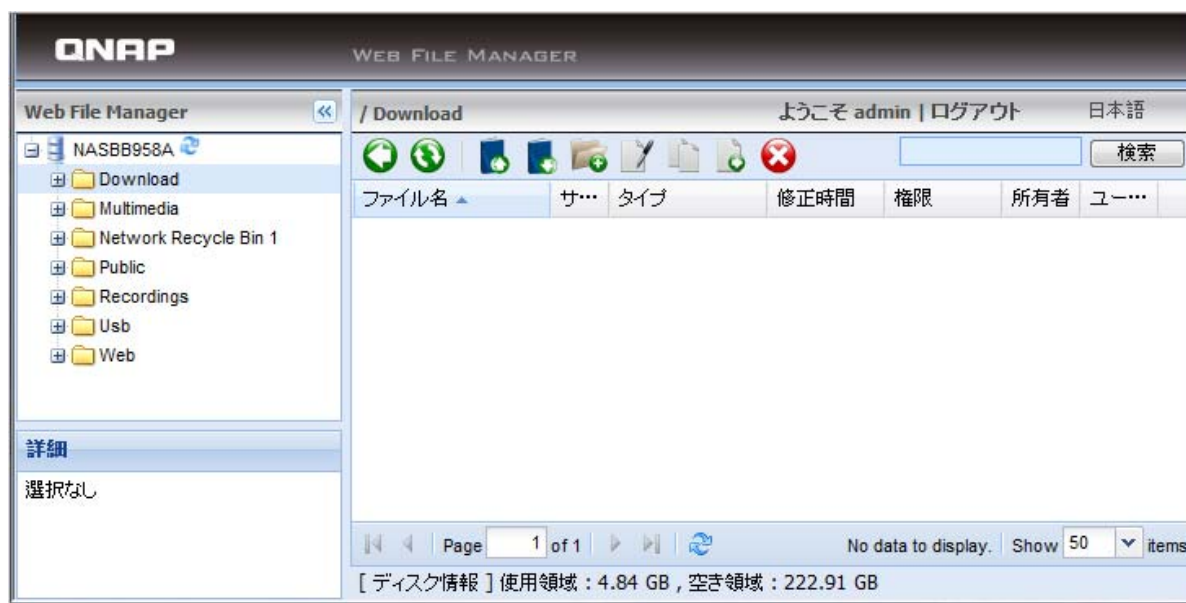 QNAP WEB FILE MANAGER
Web File Manager
NASBB958A
Download
Multimedia
Network Recycle Bin 1
Public
Recordings
Usb
Web
詳細
選択なし
/ Download ようこそ admin | ログアウト 日本語
検索
ファイル名 サ… タイプ 修正時間 権限 所有者 ユー…
Page 1 of 1 No data to display. Show 50 items
[ ディスク情報 ] 使用領域 : 4.84 GB , 空き領域 : 222.91 GB